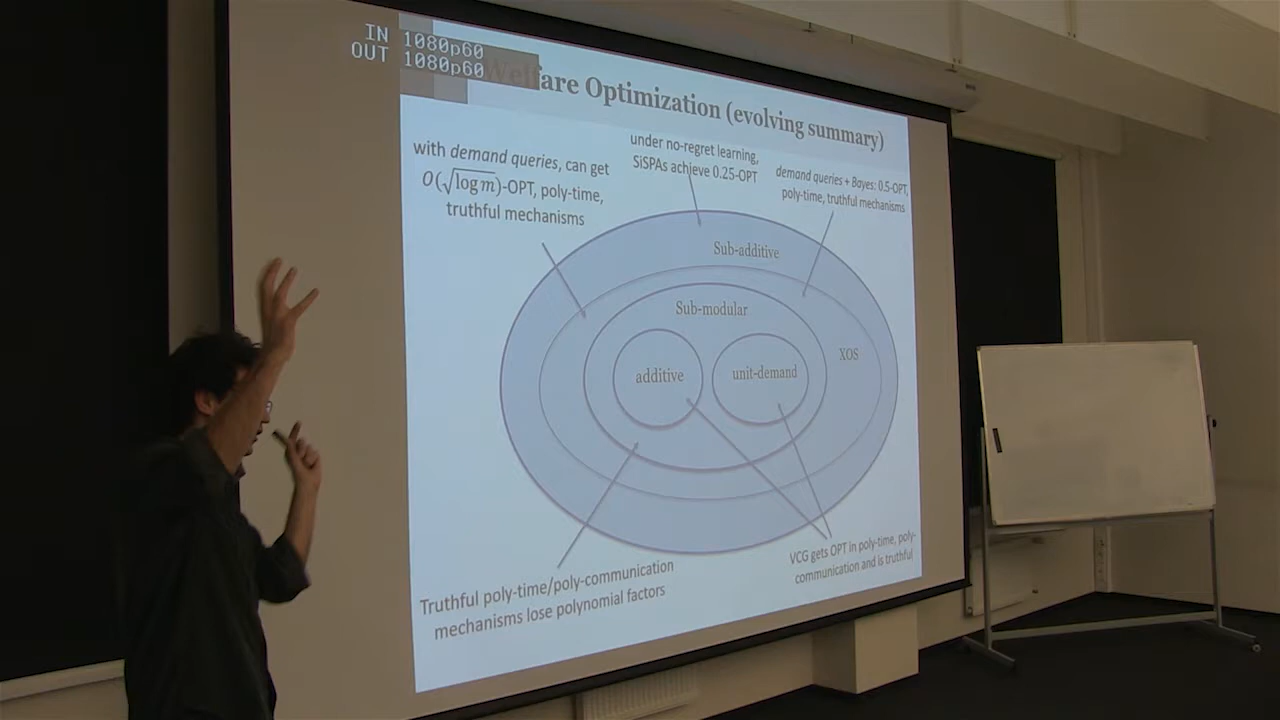 IN 1080p60
OUT 1080p60
Welfare Optimization (evolving summary)
with demand queries, can get
O(√log m)-OPT, poly-time,
truthful mechanisms
under no-regret learning,
SiSPAs achieve 0.25-OPT
demand queries + Bayes: 0.5-OPT,
poly-time, truthful mechanisms
Sub-additive
Sub-modular
XOS
additive
unit-demand
Truthful poly-time/poly-communication
mechanisms lose polynomial factors
VCG gets OPT in poly-time, poly-
communication and is truthful